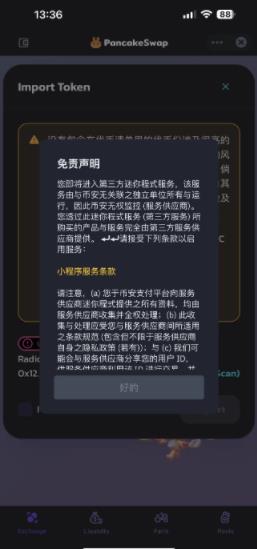 13:36
88
PancakeSwap
Import Token
免责声明
您即将进入第三方迷你程式服务，该服
务由与币安无关联之独立单位所有与运
行，因此币安无权监控 (服务供应商)。
您透过此迷你程式服务 (第三方服务) 所
购买的产品与服务完全由第三方服务供
应商提供。 ↵↵请接受下列条款以启
用服务：
小程序服务条款
请注意，(a) 您于币安支付平台向服务
供应商迷你程式提供之所有资料，均由
服务供应商收集并全权处理；(b) 此收
集与处理应受您与服务供应商间所适用
之条款规范 (包含但不限于服务供应商
自身之隐私政策 (若有))；与 (c) 我们可
能会与服务供应商分享您的用户 ID，
好的
Radio
0x12
Scan)
Exchange
Liquidity
Farm
Pools